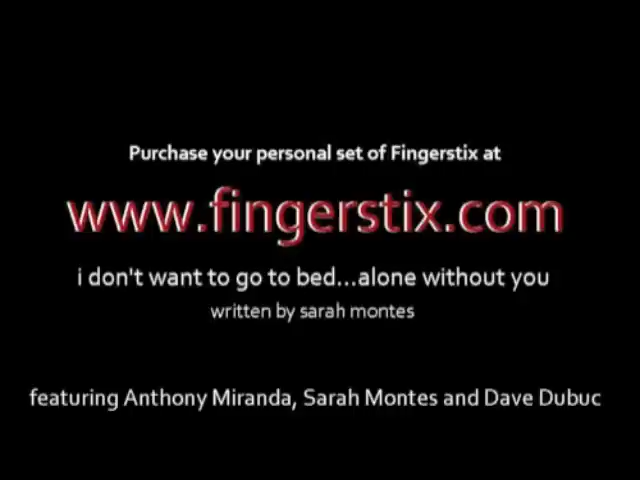 Purchase your personal set of Fingerstix at
www.fingerstix.com
i don't want to go to bed...alone without you
written by sarah montes
featuring Anthony Miranda, Sarah Montes and Dave Dubuc